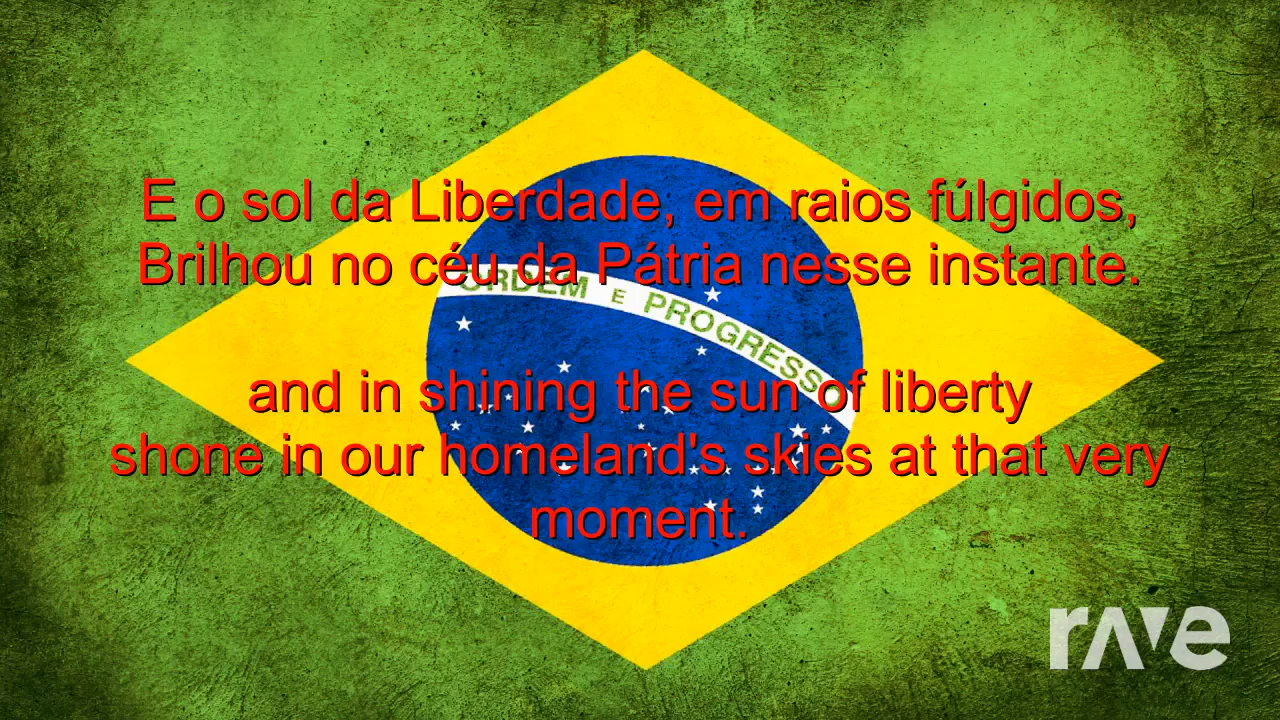 E o sol da Liberdade, em raios fúlgidos,
Brilhou no céu da Pátria nesse instante.
ORDEM E PROGRESSO
and in shining the sun of liberty
shone in our homeland's skies at that very
moment.
rave